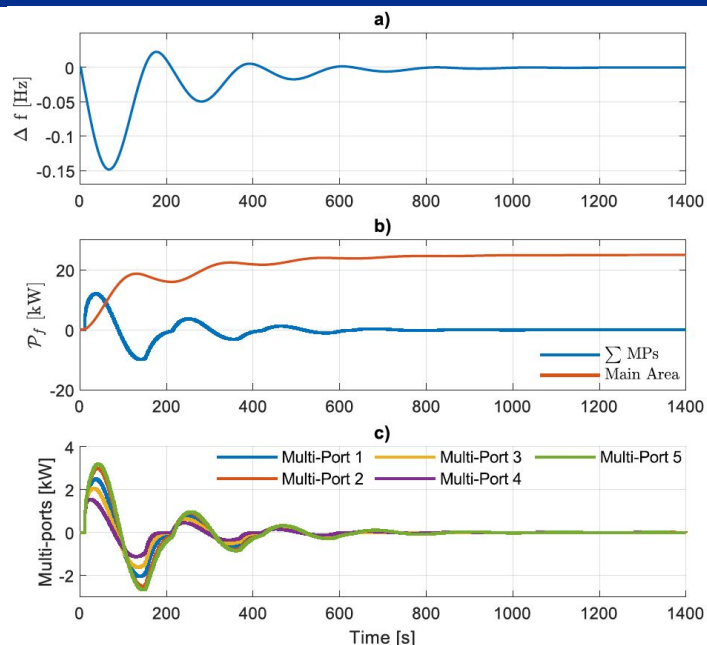 a)
Δ f [Hz]
0
-0.05
-0.1
-0.15
0 200 400 600 800 1000 1200 1400
b)
𝒫f [kW]
20
0
-20
∑ MPs
Main Area
0 200 400 600 800 1000 1200 1400
c)
Multi-ports [kW]
4
2
0
-2
Multi-Port 1 Multi-Port 3 Multi-Port 5
Multi-Port 2 Multi-Port 4
0 200 400 600 800 1000 1200 1400
Time [s]